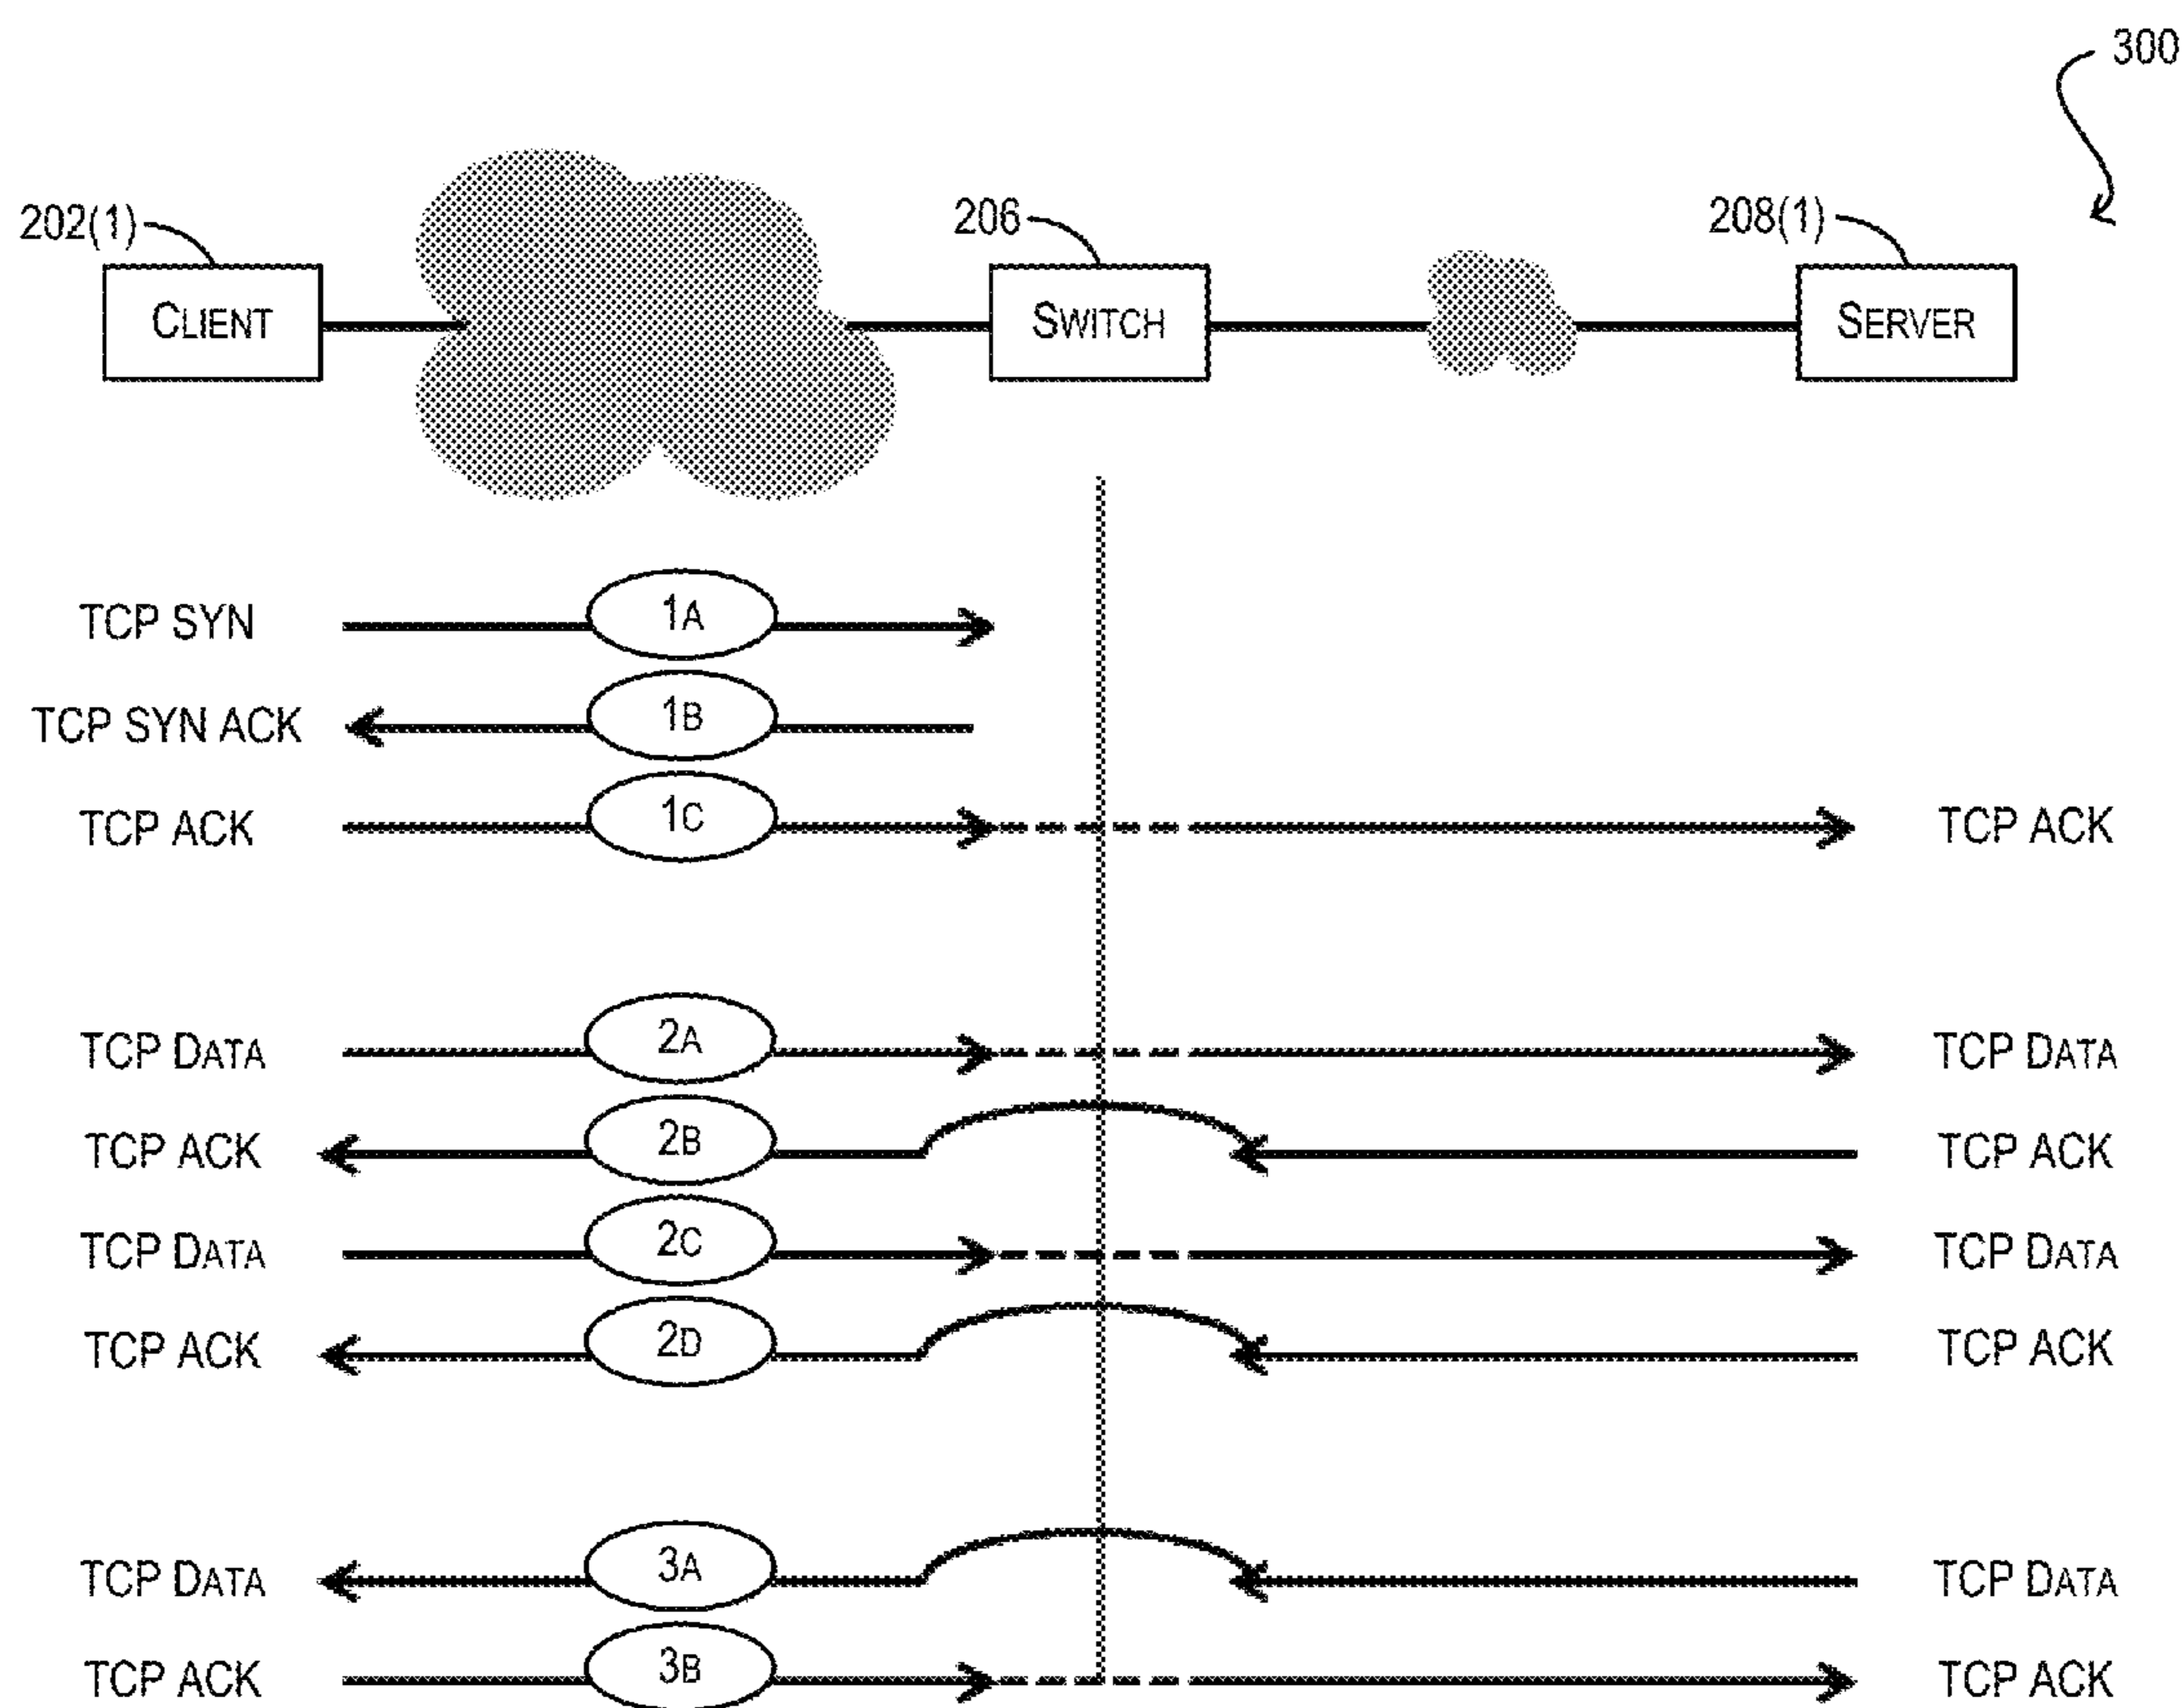 300
202(1) 206 208(1)
CLIENT SWITCH SERVER
TCP SYN 1A
TCP SYN ACK 1B
TCP ACK 1C TCP ACK
TCP DATA 2A TCP DATA
TCP ACK 2B TCP ACK
TCP DATA 2C TCP DATA
TCP ACK 2D TCP ACK
TCP DATA 3A TCP DATA
TCP ACK 3B TCP ACK